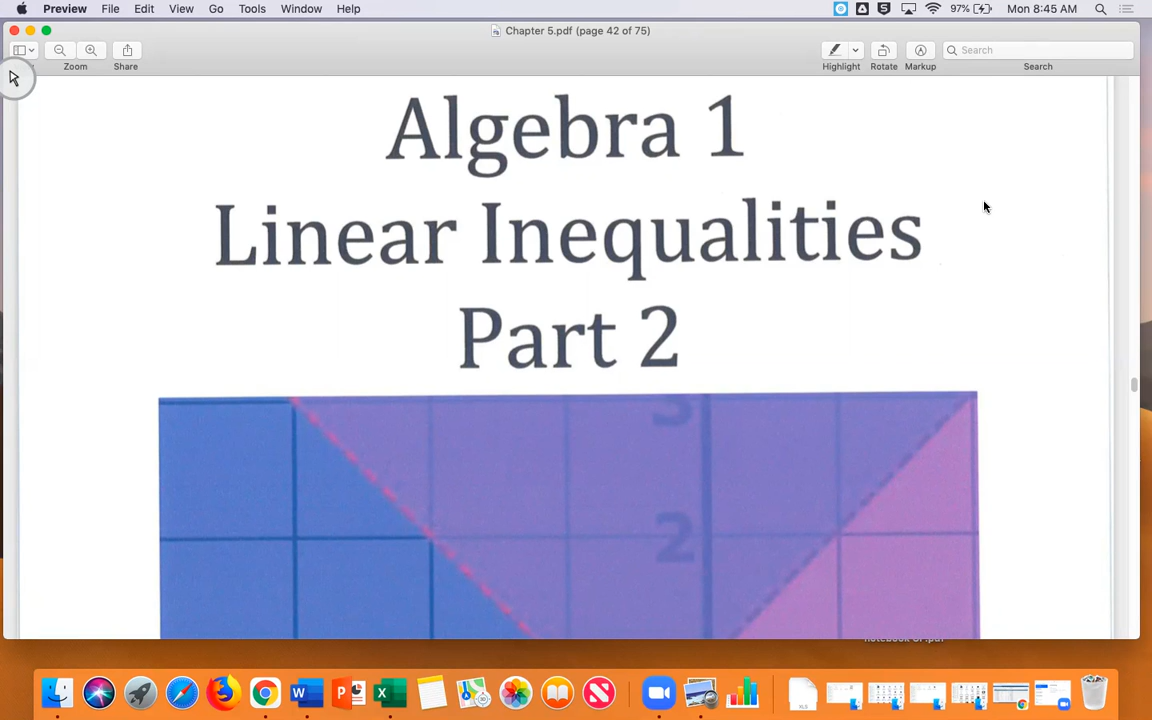 Preview File Edit View Go Tools Window Help 97% Mon 8:45 AM
Chapter 5.pdf (page 42 of 75)
Search
Zoom Share Highlight Rotate Markup Search
Algebra 1
Linear Inequalities
Part 2
3
2